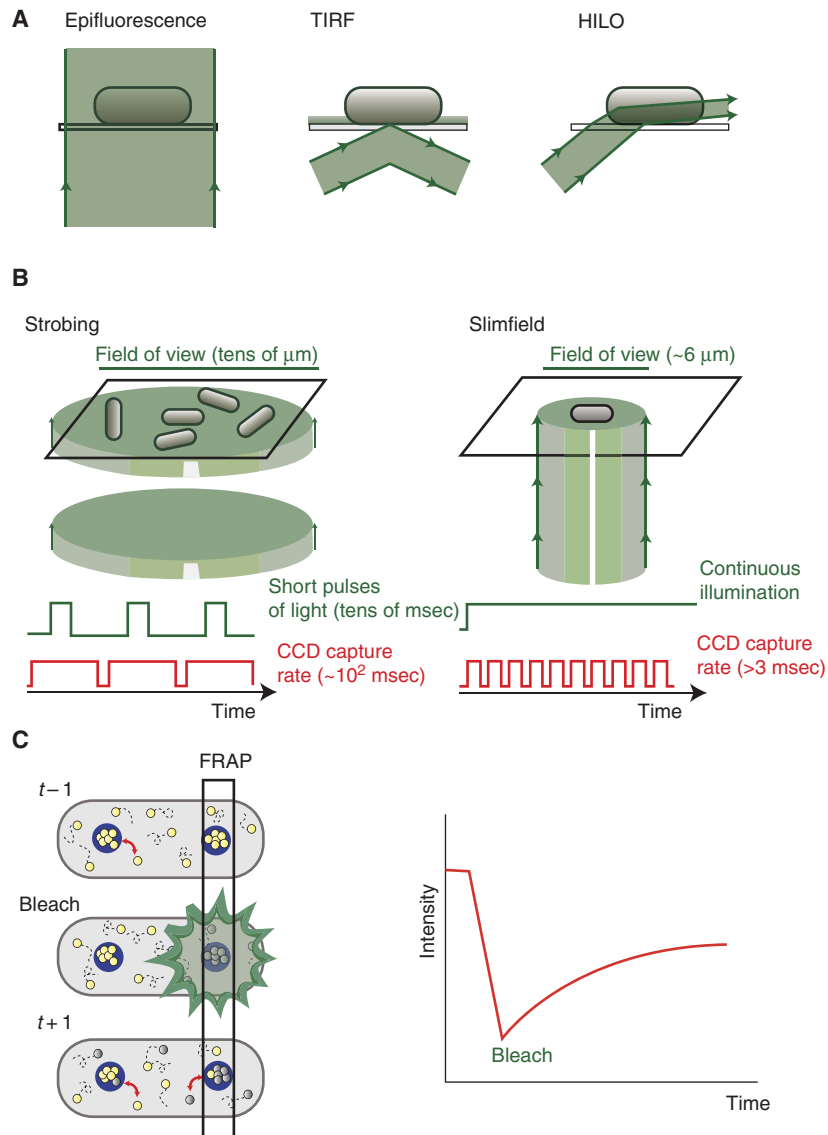 A
Epifluorescence
TIRF
HILO
B
Strobing
Field of view (tens of μm)
Short pulses
of light (tens of msec)
CCD capture
rate (~10² msec)
Time
Slimfield
Field of view (~6 μm)
Continuous
illumination
CCD capture
rate (>3 msec)
Time
C
FRAP
t−1
Bleach
t+1
Intensity
Bleach
Time